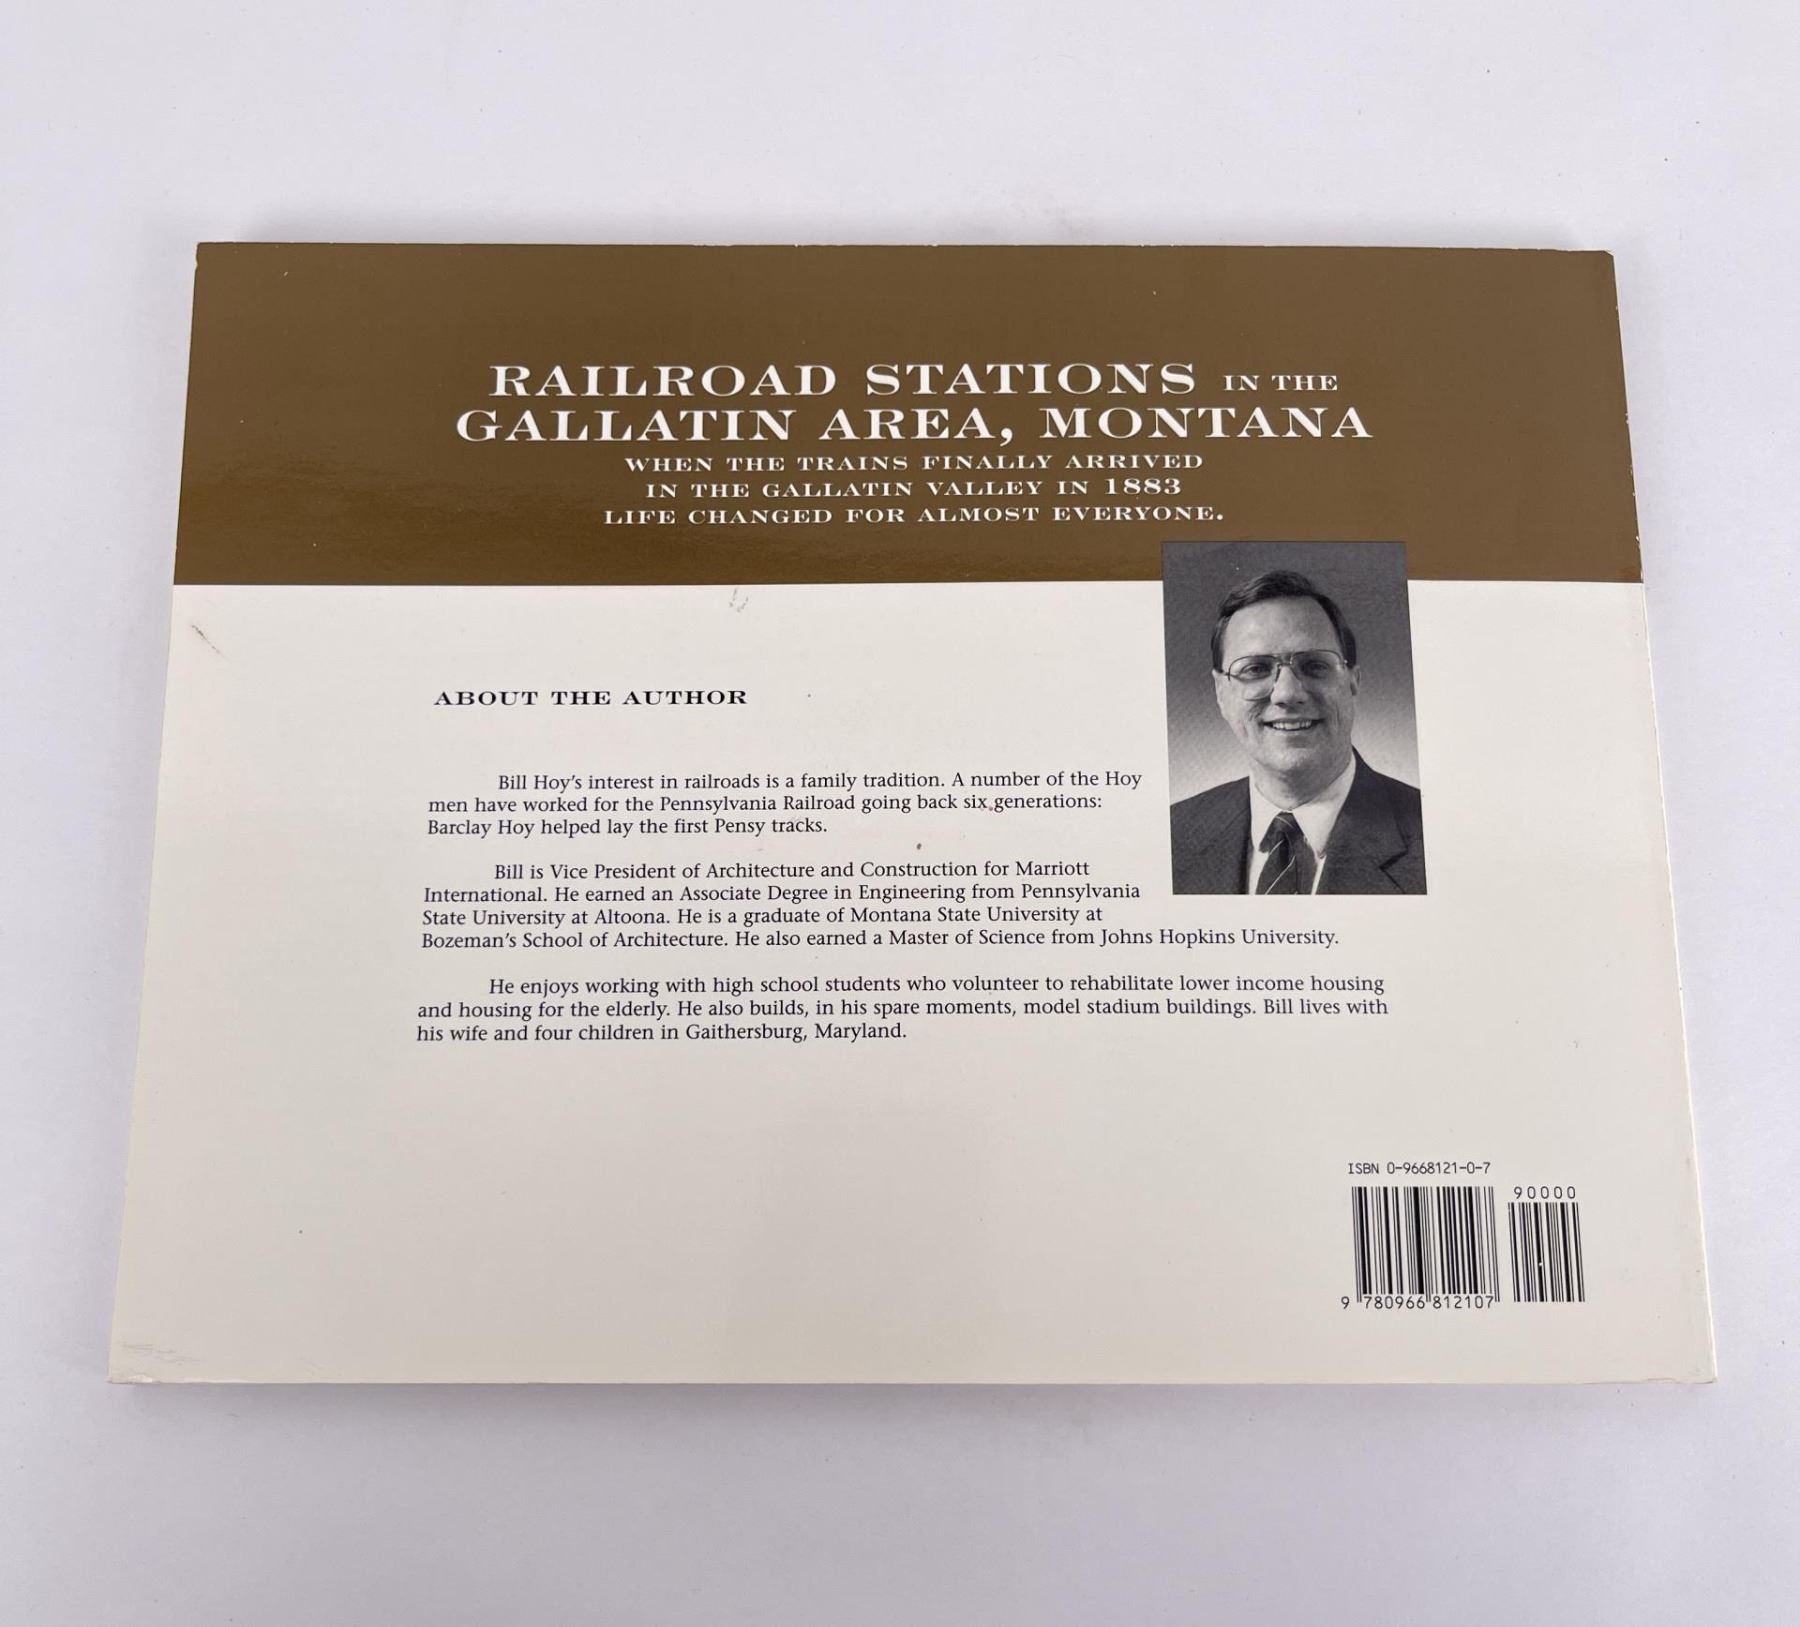 RAILROAD STATIONS IN THE
GALLATIN AREA, MONTANA
WHEN THE TRAINS FINALLY ARRIVED
IN THE GALLATIN VALLEY IN 1883
LIFE CHANGED FOR ALMOST EVERYONE.
ABOUT THE AUTHOR
Bill Hoy's interest in railroads is a family tradition. A number of the Hoy
men have worked for the Pennsylvania Railroad going back six generations:
Barclay Hoy helped lay the first Pensy tracks.
Bill is Vice President of Architecture and Construction for Marriott
International. He earned an Associate Degree in Engineering from Pennsylvania
State University at Altoona. He is a graduate of Montana State University at
Bozeman's School of Architecture. He also earned a Master of Science from Johns Hopkins University.
He enjoys working with high school students who volunteer to rehabilitate lower income housing
and housing for the elderly. He also builds, in his spare moments, model stadium buildings. Bill lives with
his wife and four children in Gaithersburg, Maryland.
ISBN 0-9668121-0-7
90000
9 780966 812107